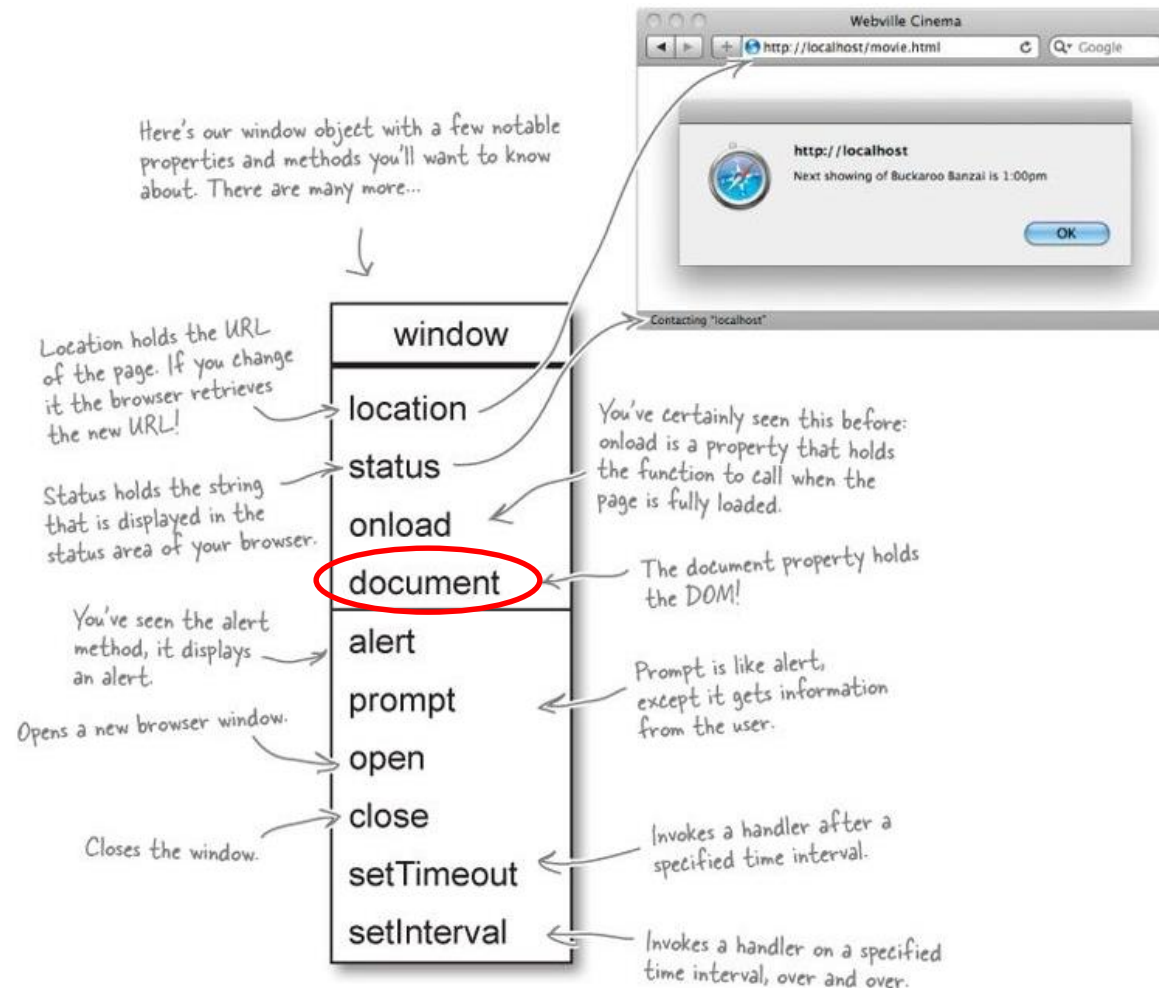 Webville Cinema
http://localhost/movie.html
Google
http://localhost
Next showing of Buckaroo Banzai is 1:00pm
OK
Contacting "localhost"
Here's our window object with a few notable
properties and methods you'll want to know
about. There are many more...
window
location
status
onload
document
alert
prompt
open
close
setTimeout
setInterval
Location holds the URL
of the page. If you change
it the browser retrieves
the new URL!
Status holds the string
that is displayed in the
status area of your browser.
You've seen the alert
method, it displays
an alert.
Opens a new browser window.
Closes the window.
You've certainly seen this before:
onload is a property that holds
the function to call when the
page is fully loaded.
The document property holds
the DOM!
Prompt is like alert,
except it gets information
from the user.
Invokes a handler after a
specified time interval.
Invokes a handler on a specified
time interval, over and over.